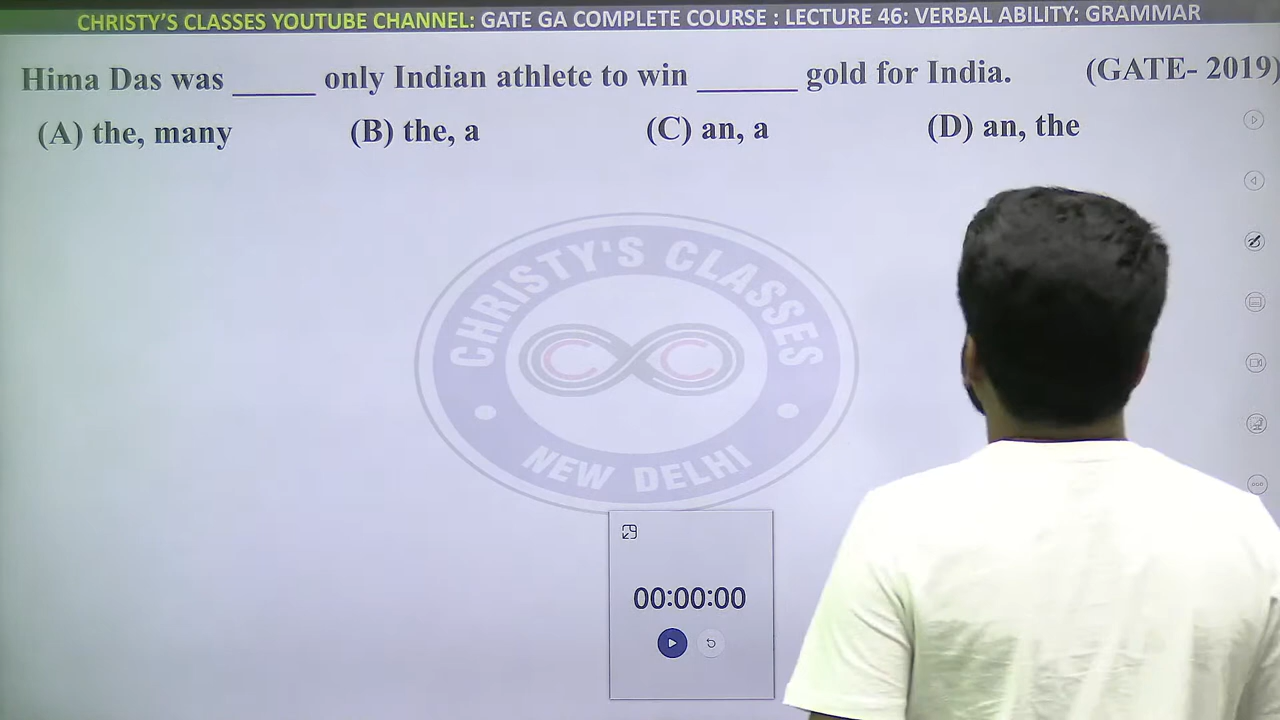 CHRISTY'S CLASSES YOUTUBE CHANNEL: GATE GA COMPLETE COURSE : LECTURE 46: VERBAL ABILITY: GRAMMAR
Hima Das was _____ only Indian athlete to win ______ gold for India. (GATE- 2019)
(A) the, many (B) the, a (C) an, a (D) an, the
CHRISTY'S CLASSES
CC
NEW DELHI
00:00:00